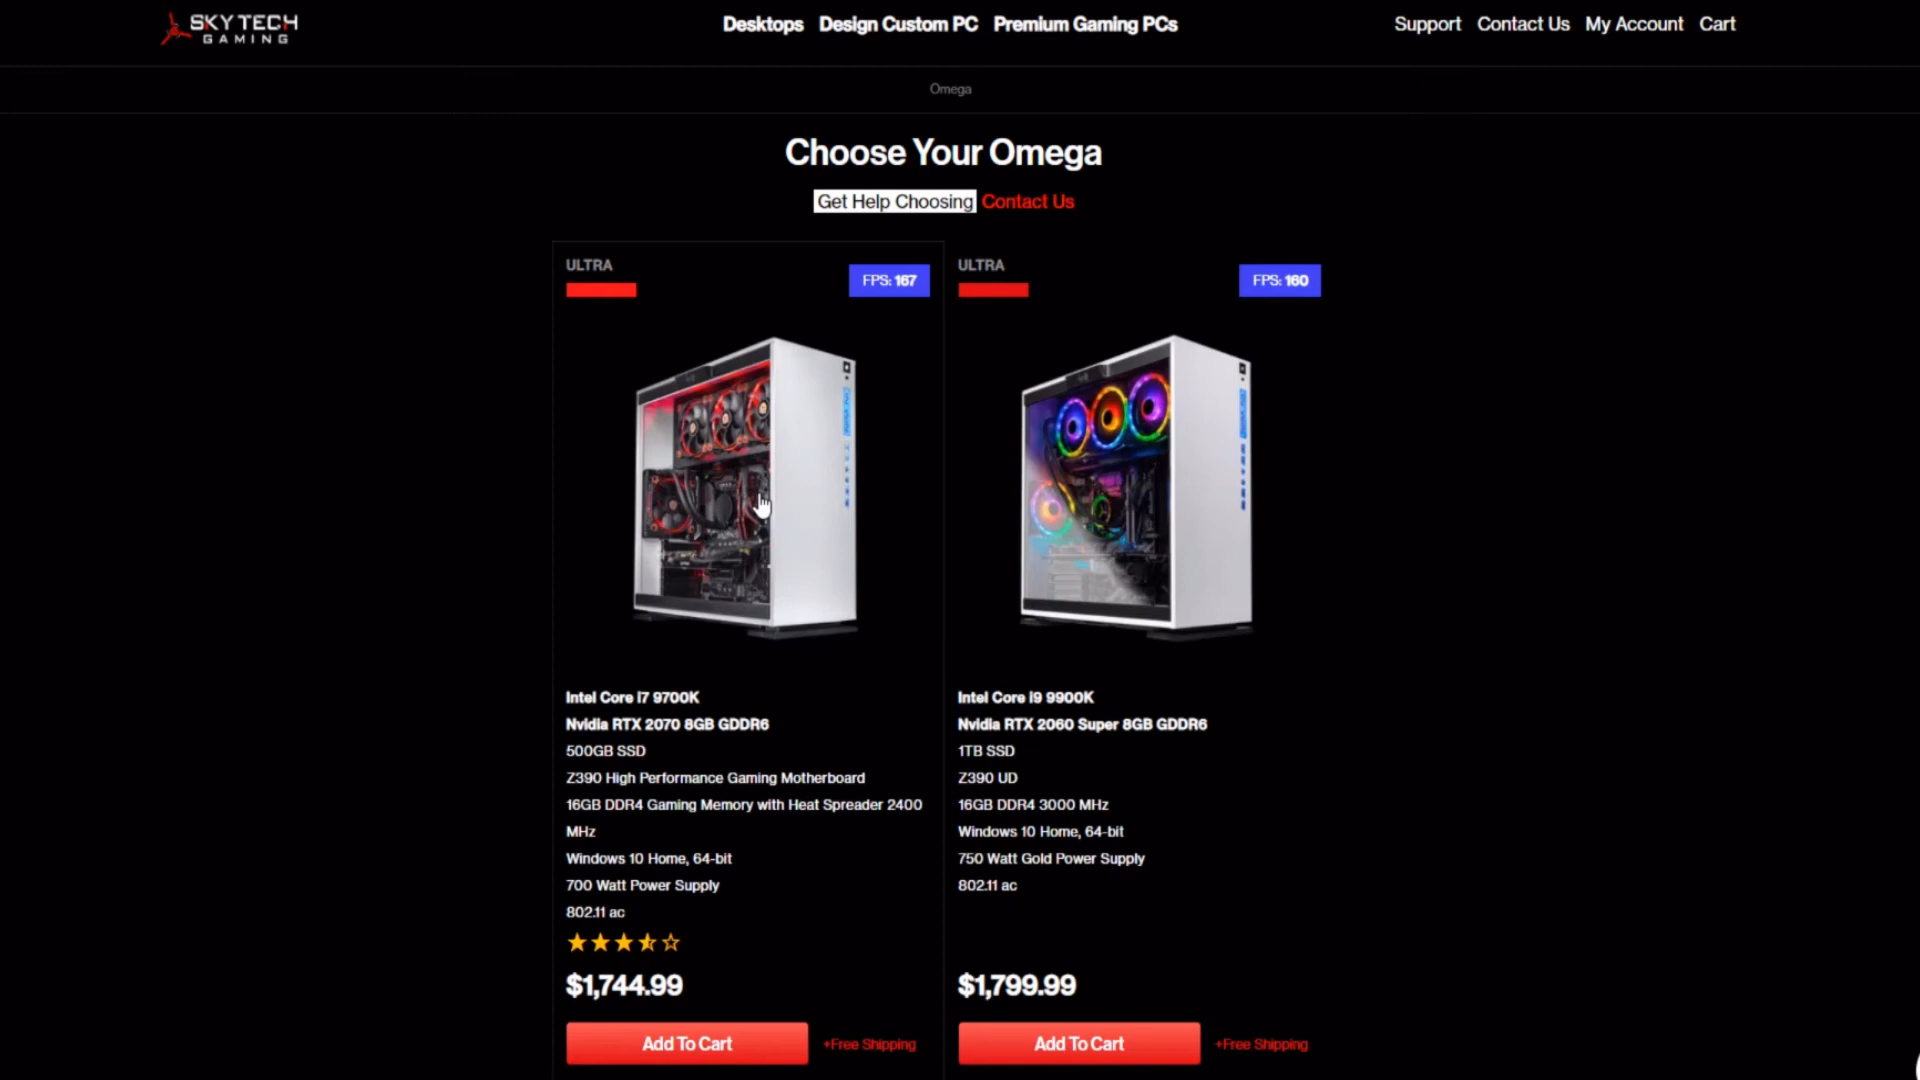 SKYTECH
GAMING
Desktops Design Custom PC Premium Gaming PCs
Support Contact Us My Account Cart
Omega
Choose Your Omega
Get Help Choosing Contact Us
ULTRA
FPS: 167
ULTRA
FPS: 160
Intel Core i7 9700K
Nvidia RTX 2070 8GB GDDR6
500GB SSD
Z390 High Performance Gaming Motherboard
16GB DDR4 Gaming Memory with Heat Spreader 2400
MHz
Windows 10 Home, 64-bit
700 Watt Power Supply
802.11 ac
$1,744.99
Add To Cart +Free Shipping
Intel Core i9 9900K
Nvidia RTX 2060 Super 8GB GDDR6
1TB SSD
Z390 UD
16GB DDR4 3000 MHz
Windows 10 Home, 64-bit
750 Watt Gold Power Supply
802.11 ac
$1,799.99
Add To Cart +Free Shipping